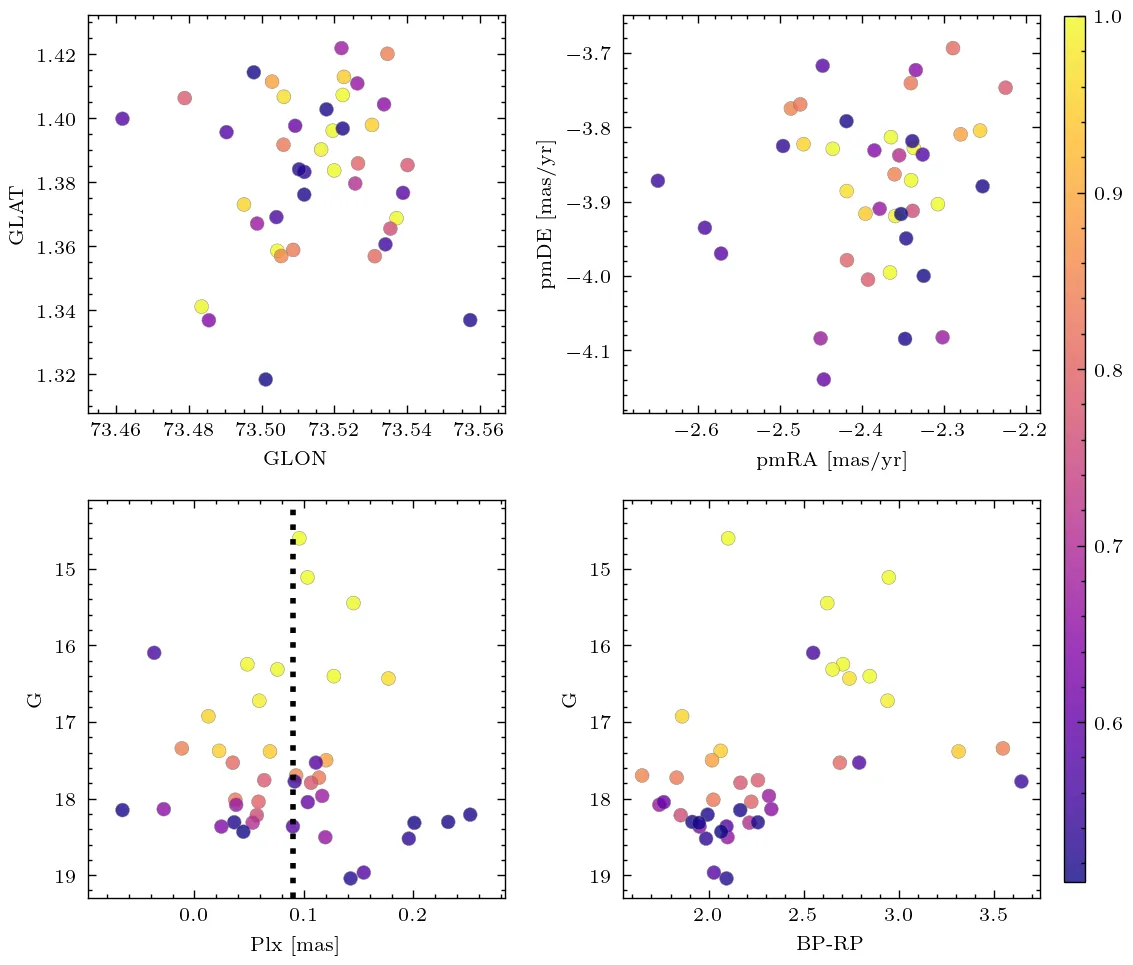 1.42
1.40
1.38
1.36
1.34
1.32
GLAT
73.46 73.48 73.50 73.52 73.54 73.56
GLON
−3.7
−3.8
−3.9
−4.0
−4.1
pmDE [mas/yr]
−2.6 −2.5 −2.4 −2.3 −2.2
pmRA [mas/yr]
1.0
0.9
0.8
0.7
0.6
15
16
17
18
19
G
0.0 0.1 0.2
Plx [mas]
15
16
17
18
19
G
2.0 2.5 3.0 3.5
BP-RP